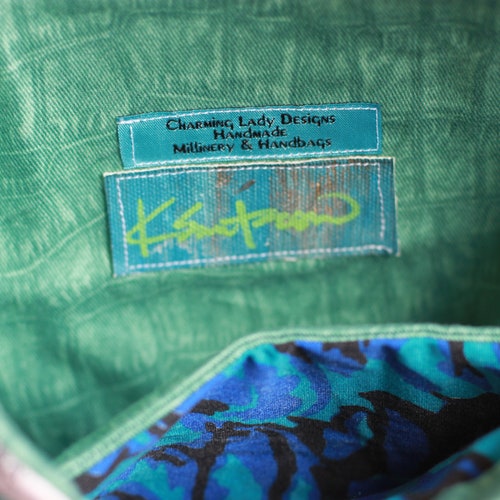 Charming Lady Designs
Handmade
Millinery & Handbags